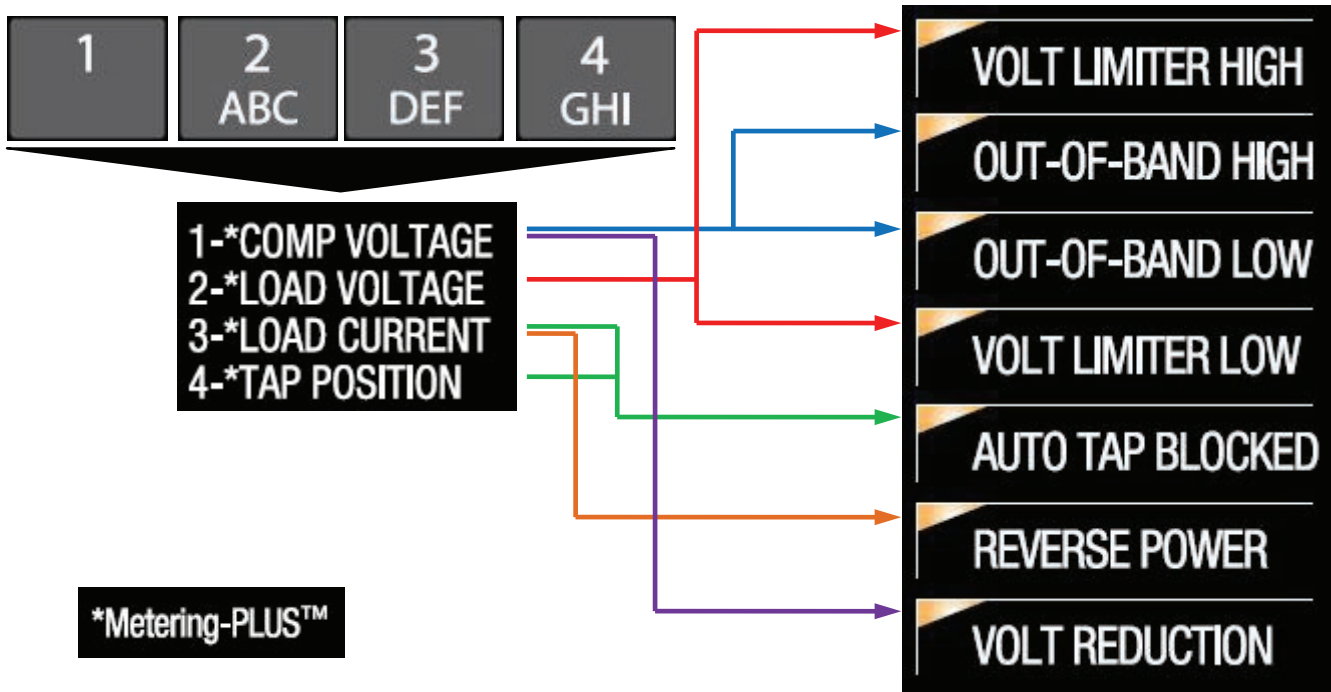 1
2
ABC
3
DEF
4
GHI
1-*COMP VOLTAGE
2-*LOAD VOLTAGE
3-*LOAD CURRENT
4-*TAP POSITION
*Metering-PLUS™
VOLT LIMITER HIGH
OUT-OF-BAND HIGH
OUT-OF-BAND LOW
VOLT LIMITER LOW
AUTO TAP BLOCKED
REVERSE POWER
VOLT REDUCTION